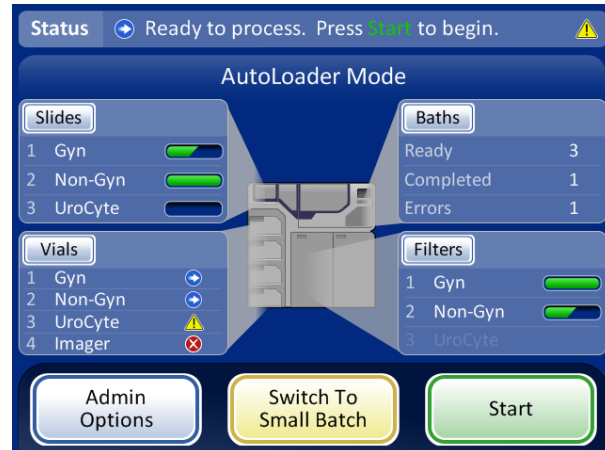 Status Ready to process. Press Start to begin.
AutoLoader Mode
Slides
1 Gyn
2 Non-Gyn
3 UroCyte
Baths
Ready 3
Completed 1
Errors 1
Vials
1 Gyn
2 Non-Gyn
3 UroCyte
4 Imager
Filters
1 Gyn
2 Non-Gyn
3 UroCyte
Admin
Options
Switch To
Small Batch
Start